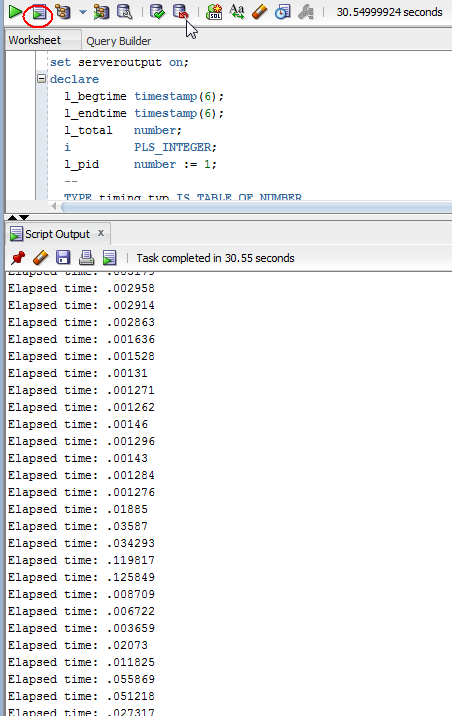 30.54999924 seconds
Worksheet Query Builder
set serveroutput on;
declare
l_begtime timestamp(6);
l_endtime timestamp(6);
l_total number;
i PLS_INTEGER;
l_pid number := 1;
--
TYPE timing_typ IS TABLE OF NUMBER
Script Output x
Task completed in 30.55 seconds
Elapsed time: .003179
Elapsed time: .002958
Elapsed time: .002914
Elapsed time: .002863
Elapsed time: .001636
Elapsed time: .001528
Elapsed time: .00131
Elapsed time: .001271
Elapsed time: .001262
Elapsed time: .00146
Elapsed time: .001296
Elapsed time: .00143
Elapsed time: .001284
Elapsed time: .001276
Elapsed time: .01885
Elapsed time: .03587
Elapsed time: .034293
Elapsed time: .119817
Elapsed time: .125849
Elapsed time: .008709
Elapsed time: .006722
Elapsed time: .003659
Elapsed time: .02073
Elapsed time: .011825
Elapsed time: .055869
Elapsed time: .051218
Elapsed time: .027317